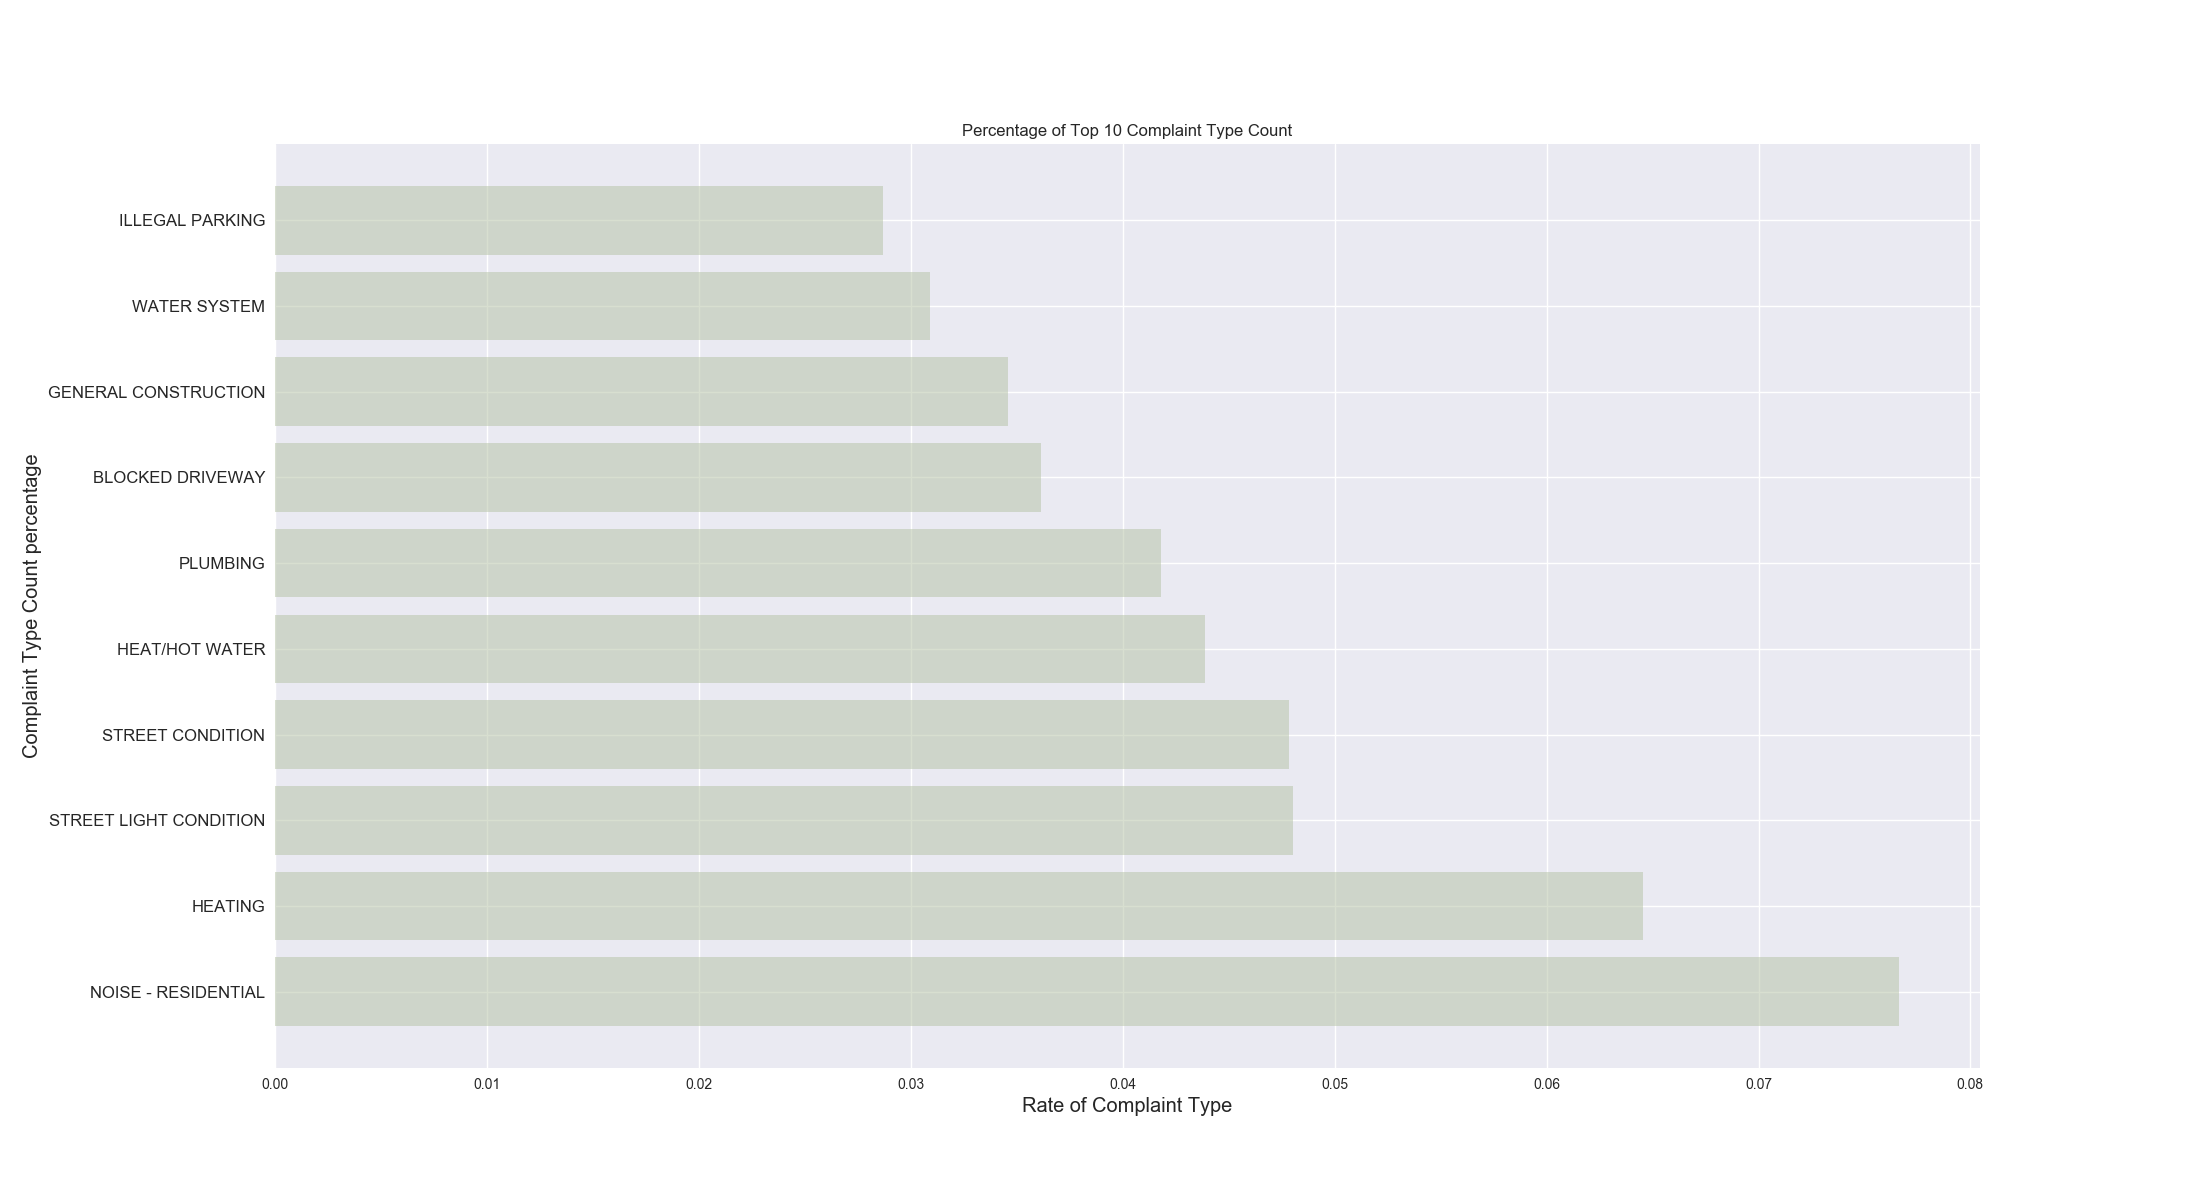 Percentage of Top 10 Complaint Type Count
ILLEGAL PARKING
WATER SYSTEM
GENERAL CONSTRUCTION
BLOCKED DRIVEWAY
PLUMBING
HEAT/HOT WATER
STREET CONDITION
STREET LIGHT CONDITION
HEATING
NOISE - RESIDENTIAL
Complaint Type Count percentage
0.00 0.01 0.02 0.03 0.04 0.05 0.06 0.07 0.08
Rate of Complaint Type